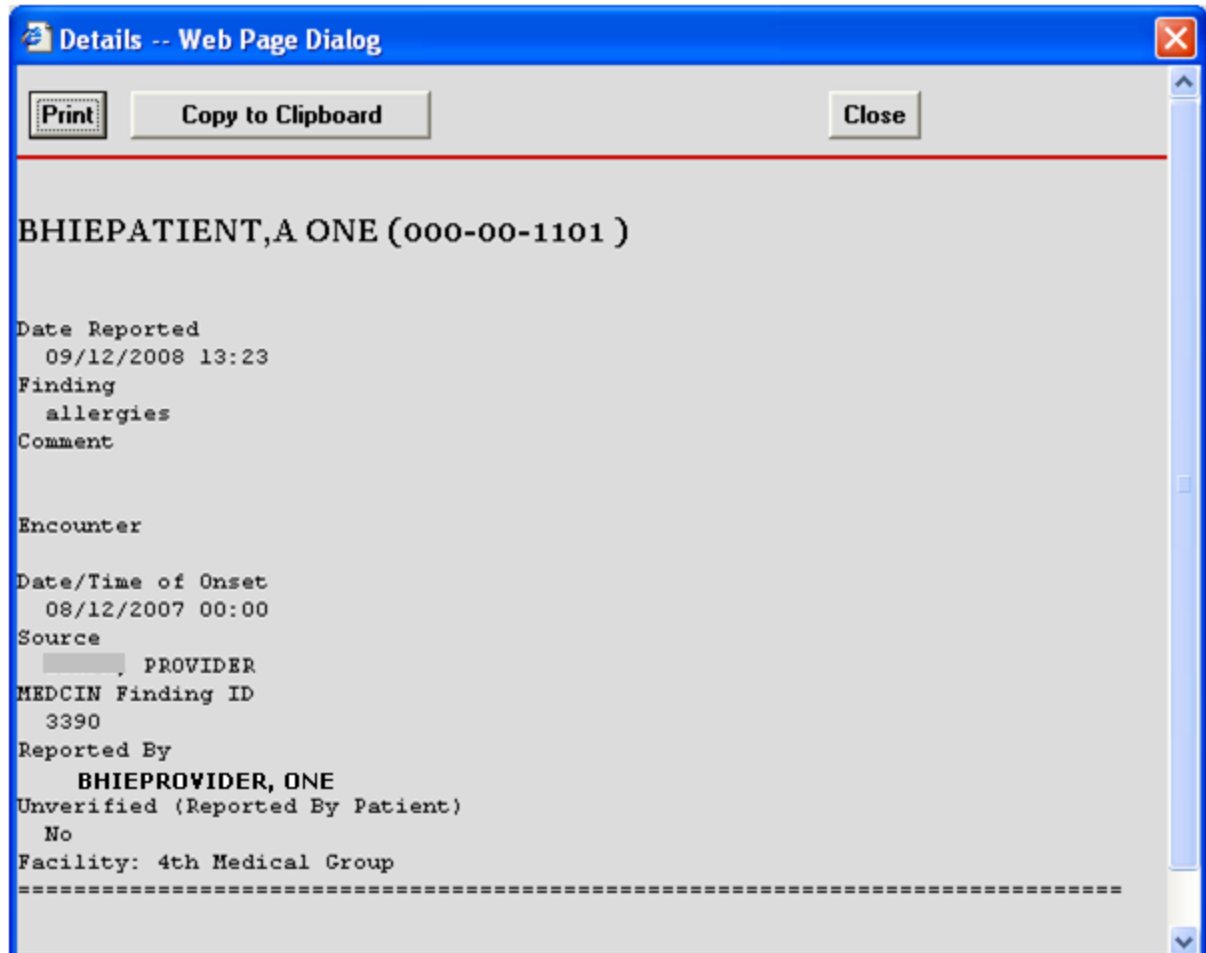 Details -- Web Page Dialog
Print Copy to Clipboard Close
BHIEPATIENT,A ONE (000-00-1101 )
Date Reported
09/12/2008 13:23
Finding
allergies
Comment
Encounter
Date/Time of Onset
08/12/2007 00:00
Source
, PROVIDER
MEDCIN Finding ID
3390
Reported By
BHIEPROVIDER, ONE
Unverified (Reported By Patient)
No
Facility: 4th Medical Group
===============================================================================